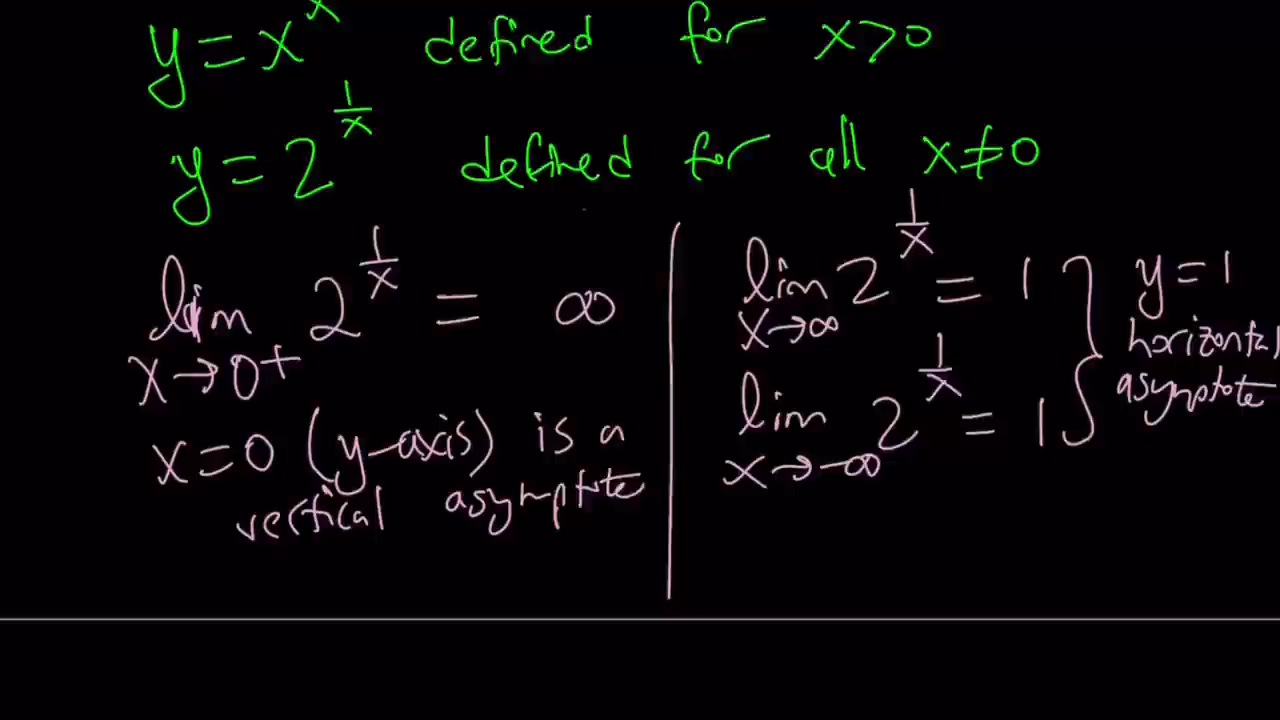 y=x^x defined for x>0
y=2^(1/x) defined for all x≠0
lim 2^(1/x) = ∞
x→0+
x=0 (y-axis) is a
vertical asymptote
lim 2^(1/x) = 1
x→∞
lim 2^(1/x) = 1
x→-∞
} y=1
horizontal
asymptote